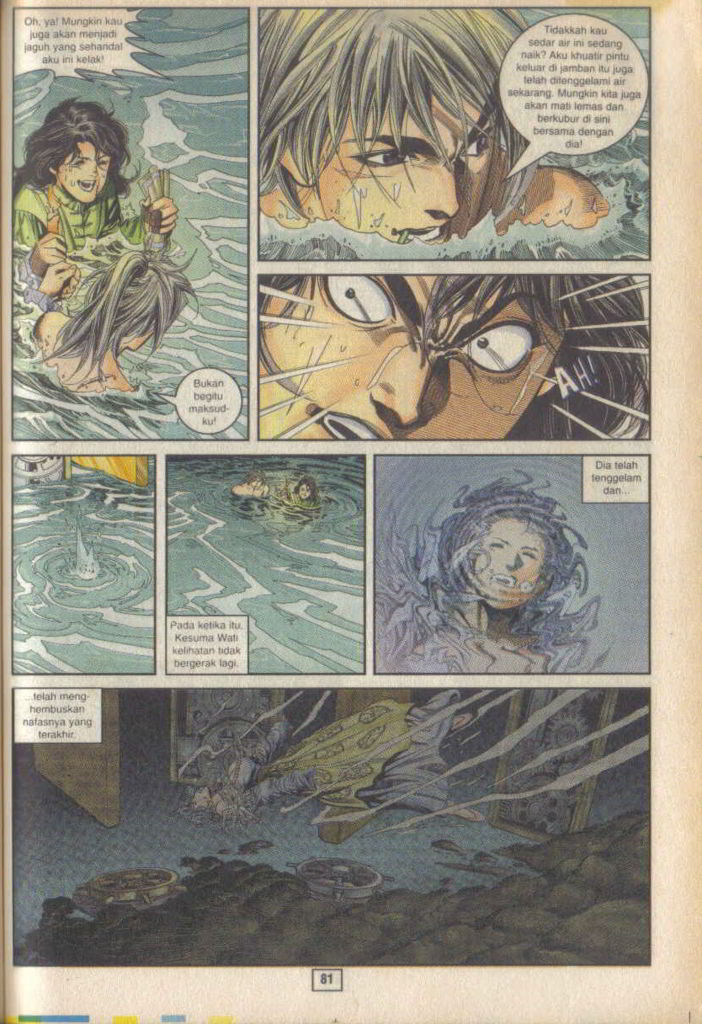 Oh, ya! Mungkin kau
juga akan menjadi
jaguh yang sehandal
aku ini kelak!
Bukan
begitu
maksud-
ku!
Tidakkah kau
sedar air ini sedang
naik? Aku khuatir pintu
keluar di jamban itu juga
telah ditenggelami air
sekarang. Mungkin kita juga
akan mati lemas dan
berkubur di sini
bersama dengan
dia!
AH!
Pada ketika itu,
Kesuma Wati
kelihatan tidak
bergerak lagi.
Dia telah
tenggelam
dan...
...telah meng-
hembuskan
nafasnya yang
terakhir.
81